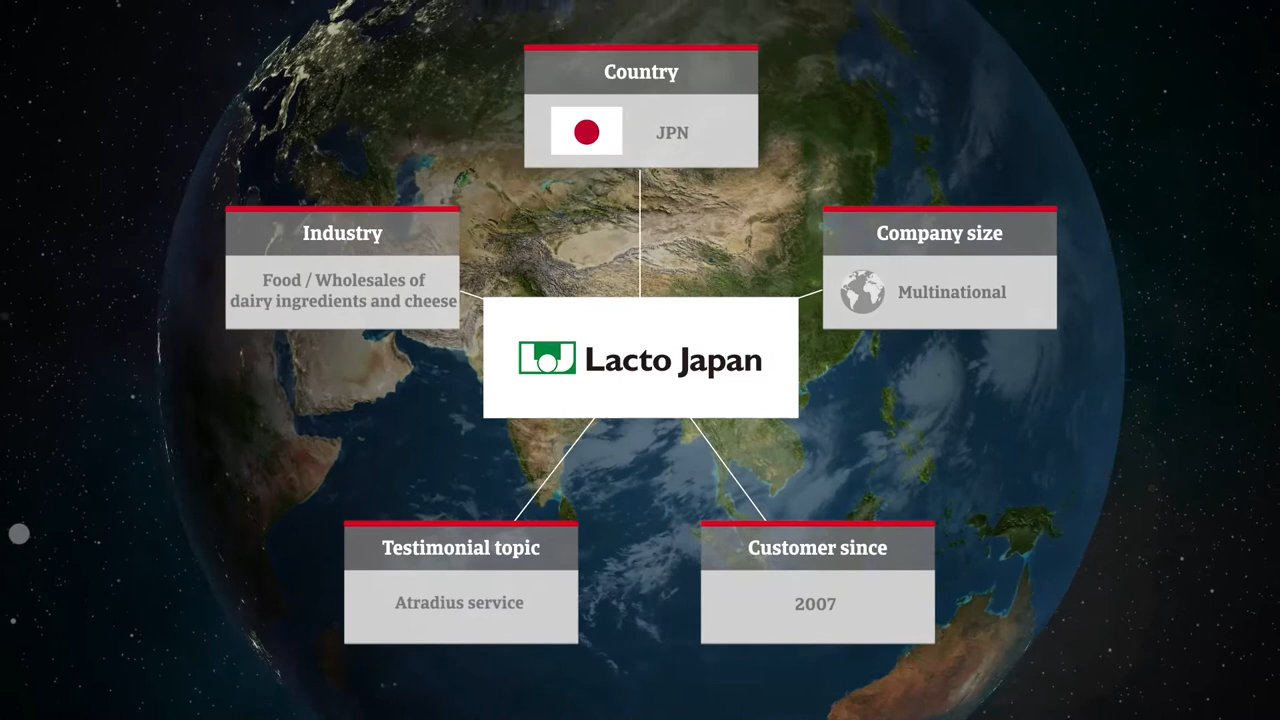 Country
JPN
Industry
Food / Wholesales of
dairy ingredients and cheese
Company size
Multinational
Lacto Japan
Testimonial topic
Atradius service
Customer since
2007